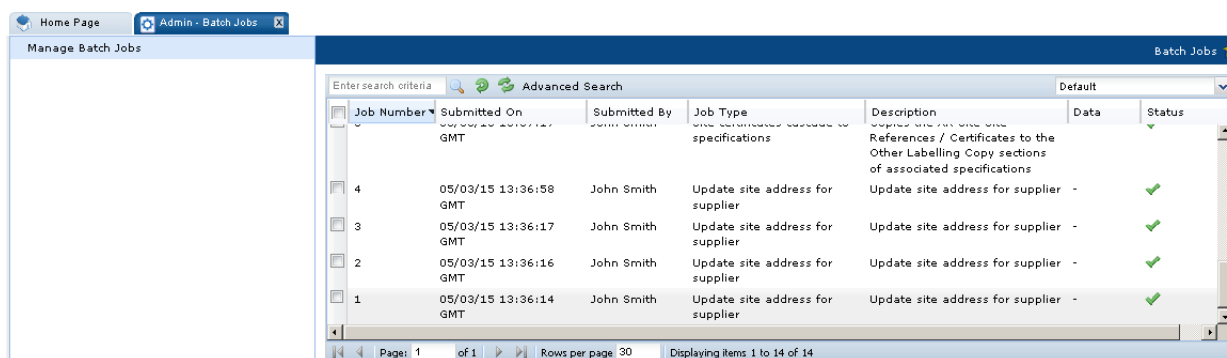 Home Page
Admin - Batch Jobs
Manage Batch Jobs
Batch Jobs
Enter search criteria
Advanced Search
Default
Job Number Submitted On Submitted By Job Type Description Data Status
GMT specifications References / Certificates to the
Other Labelling Copy sections
of associated specifications
4 05/03/15 13:36:58 John Smith Update site address for Update site address for supplier -
GMT supplier
3 05/03/15 13:36:17 John Smith Update site address for Update site address for supplier -
GMT supplier
2 05/03/15 13:36:16 John Smith Update site address for Update site address for supplier -
GMT supplier
1 05/03/15 13:36:14 John Smith Update site address for Update site address for supplier -
GMT supplier
Page: 1 of 1 Rows per page 30 Displaying items 1 to 14 of 14